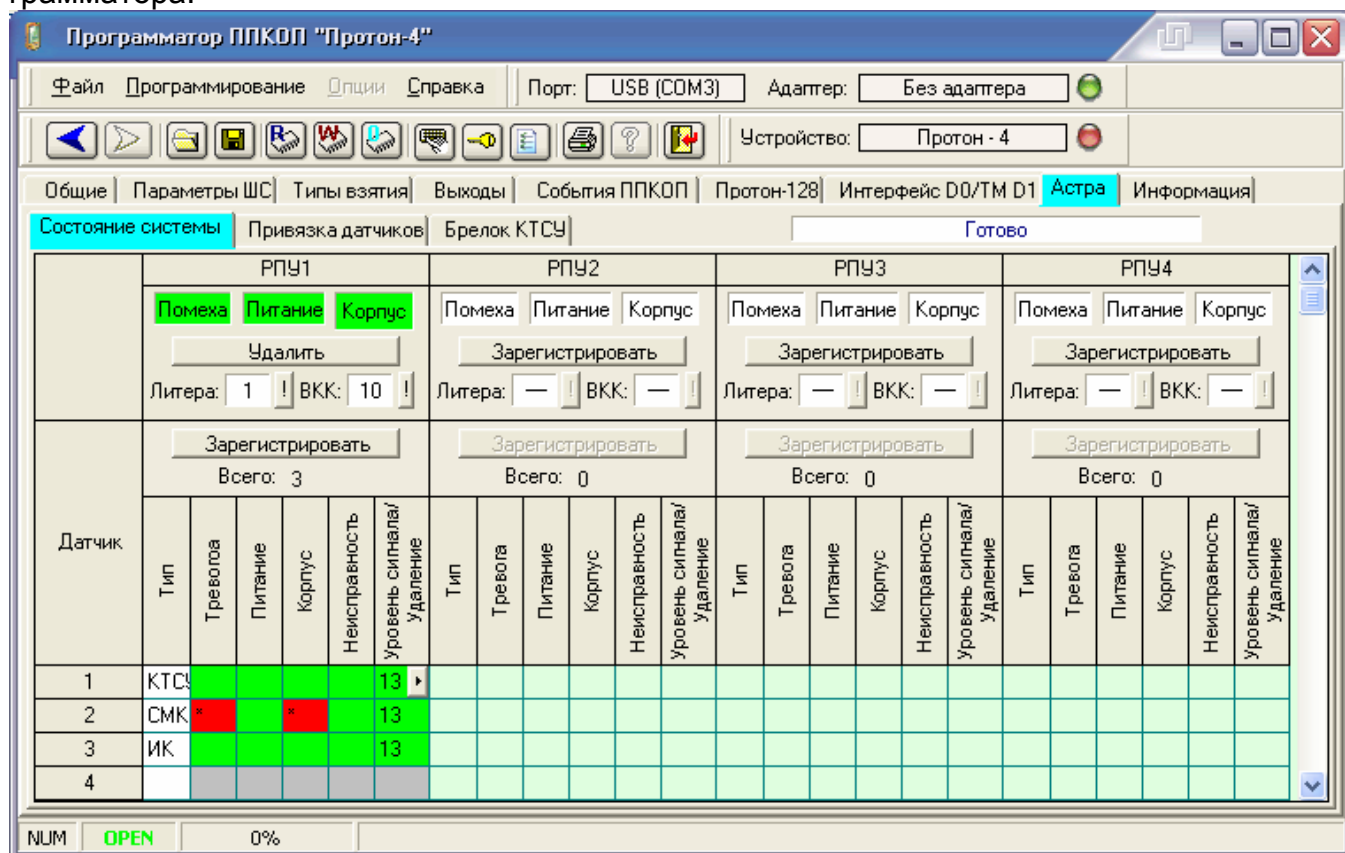 грамматора.
Программатор ППКОП "Протон-4"
Файл Программирование Опции Справка Порт: USB (COM3) Адаптер: Без адаптера
R W Устройство: Протон - 4
Общие Параметры ШС Типы взятия Выходы События ППКОП Протон-128 Интерфейс D0/TM D1 Астра Информация
Состояние системы Привязка датчиков Брелок КТСУ Готово
РПУ1 РПУ2 РПУ3 РПУ4
Помеха Питание Корпус Помеха Питание Корпус Помеха Питание Корпус Помеха Питание Корпус
Удалить Зарегистрировать Зарегистрировать Зарегистрировать
Литера: 1 ! ВКК: 10 ! Литера: — ! ВКК: — ! Литера: — ! ВКК: — ! Литера: — ! ВКК: — !
Зарегистрировать Зарегистрировать Зарегистрировать Зарегистрировать
Всего: 3 Всего: 0 Всего: 0 Всего: 0
Датчик Тип Тревогоа Питание Корпус Неисправность Уровень сигнала/ Удаление Тип Тревога Питание Корпус Неисправность Уровень сигнала/ Удаление Тип Тревога Питание Корпус Неисправность Уровень сигнала/ Удаление Тип Тревога Питание Корпус Неисправность Уровень сигнала/ Удаление
1 КТСУ 13
2 СМК * * 13
3 ИК 13
4
NUM OPEN 0%